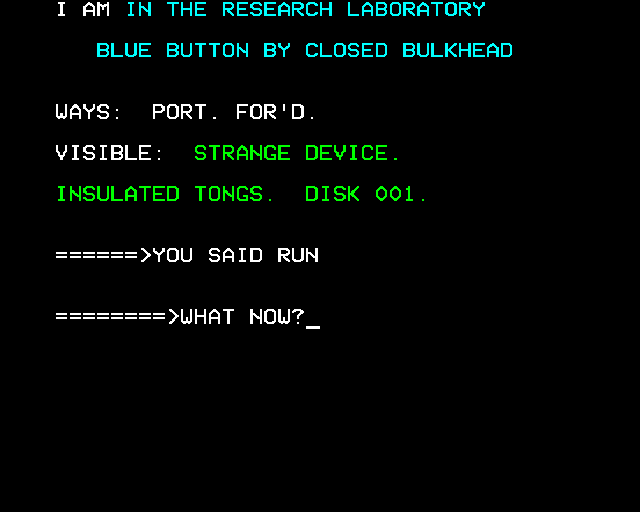 I AM IN THE RESEARCH LABORATORY
BLUE BUTTON BY CLOSED BULKHEAD
WAYS:  PORT. FOR'D.
VISIBLE:  STRANGE DEVICE.
INSULATED TONGS.  DISK 001.
======>YOU SAID RUN
========>WHAT NOW?_